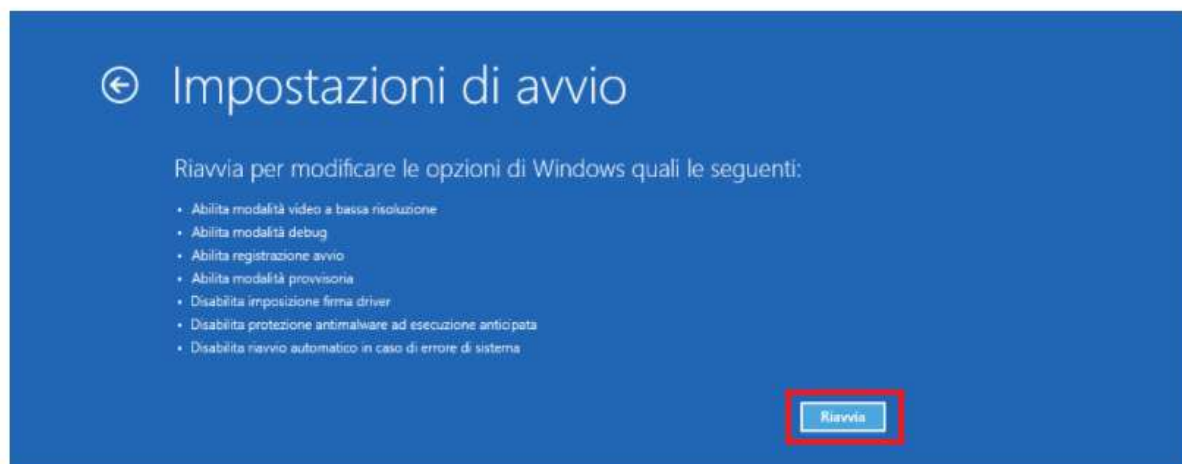 Impostazioni di avvio
Riavvia per modificare le opzioni di Windows quali le seguenti:
• Abilita modalità video a bassa risoluzione
• Abilita modalità debug
• Abilita registrazione avvio
• Abilita modalità provvisoria
• Disabilita imposizione firma driver
• Disabilita protezione antimalware ad esecuzione anticipata
• Disabilita riavvio automatico in caso di errore di sistema
Riavvia